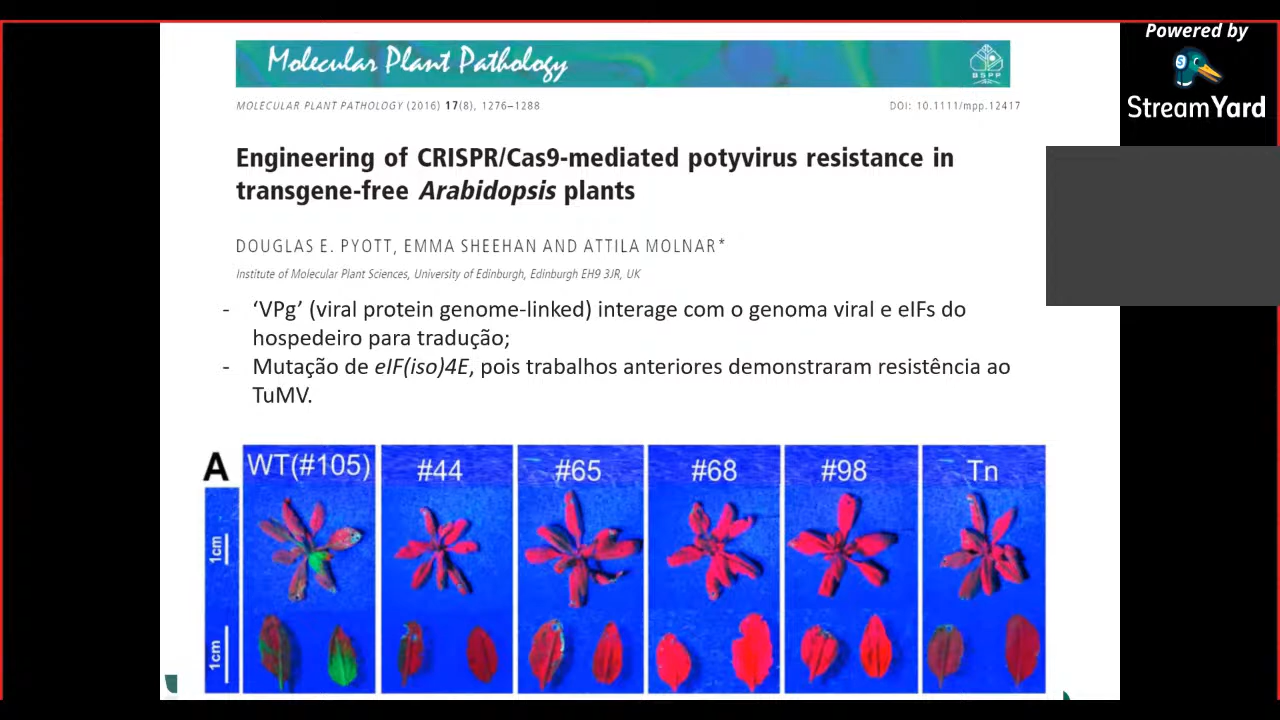 Powered by
StreamYard
Molecular Plant Pathology
BSPP
MOLECULAR PLANT PATHOLOGY (2016) 17(8), 1276–1288
DOI: 10.1111/mpp.12417
Engineering of CRISPR/Cas9-mediated potyvirus resistance in
transgene-free Arabidopsis plants
DOUGLAS E. PYOTT, EMMA SHEEHAN AND ATTILA MOLNAR*
Institute of Molecular Plant Sciences, University of Edinburgh, Edinburgh EH9 3JR, UK
- ‘VPg’ (viral protein genome-linked) interage com o genoma viral e eIFs do
hospedeiro para tradução;
- Mutação de eIF(iso)4E, pois trabalhos anteriores demonstraram resistência ao
TuMV.
A
WT(#105)
#44
#65
#68
#98
Tn
1cm
1cm